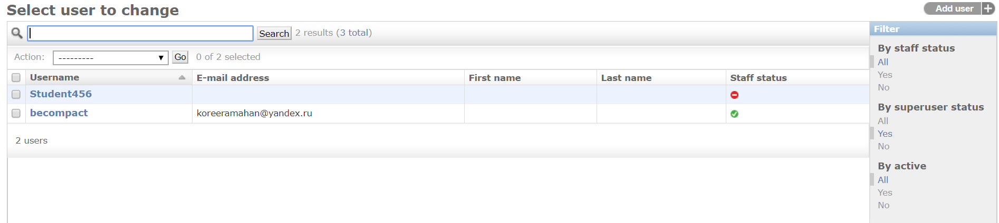 Select user to change
Add user
Search 2 results (3 total)
Action: --------- Go 0 of 2 selected
Username E-mail address First name Last name Staff status
Student456
becompact koreeramahan@yandex.ru
2 users
Filter
By staff status
All
Yes
No
By superuser status
All
Yes
No
By active
All
Yes
No